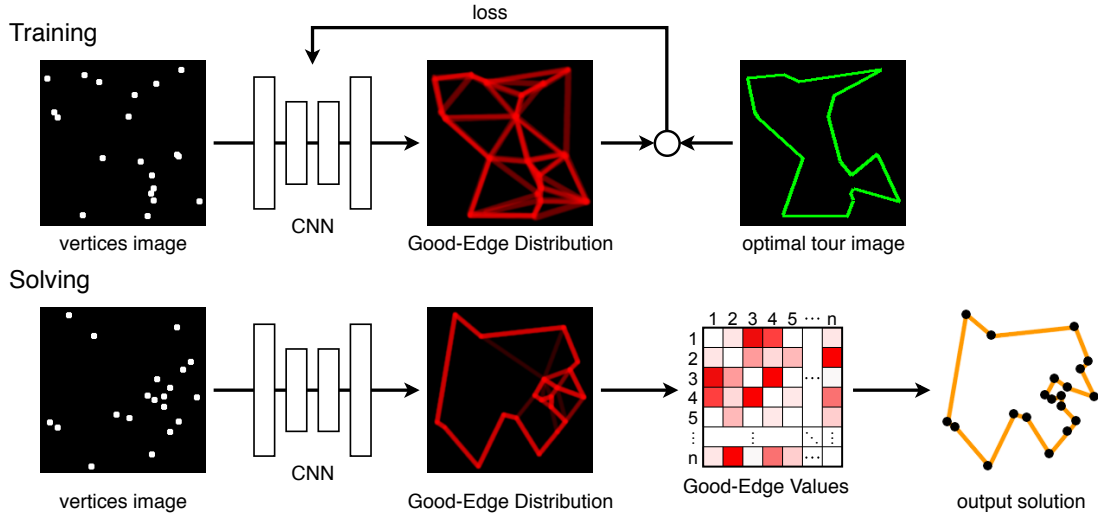 loss
Training
CNN
vertices image
Good-Edge Distribution
optimal tour image
Solving
1 2 3 4 5 ⋯ n
1
2
3 ⋯
4
5
⋮ ⋮ ⋱ ⋮
n
CNN
vertices image
Good-Edge Distribution
Good-Edge Values
output solution